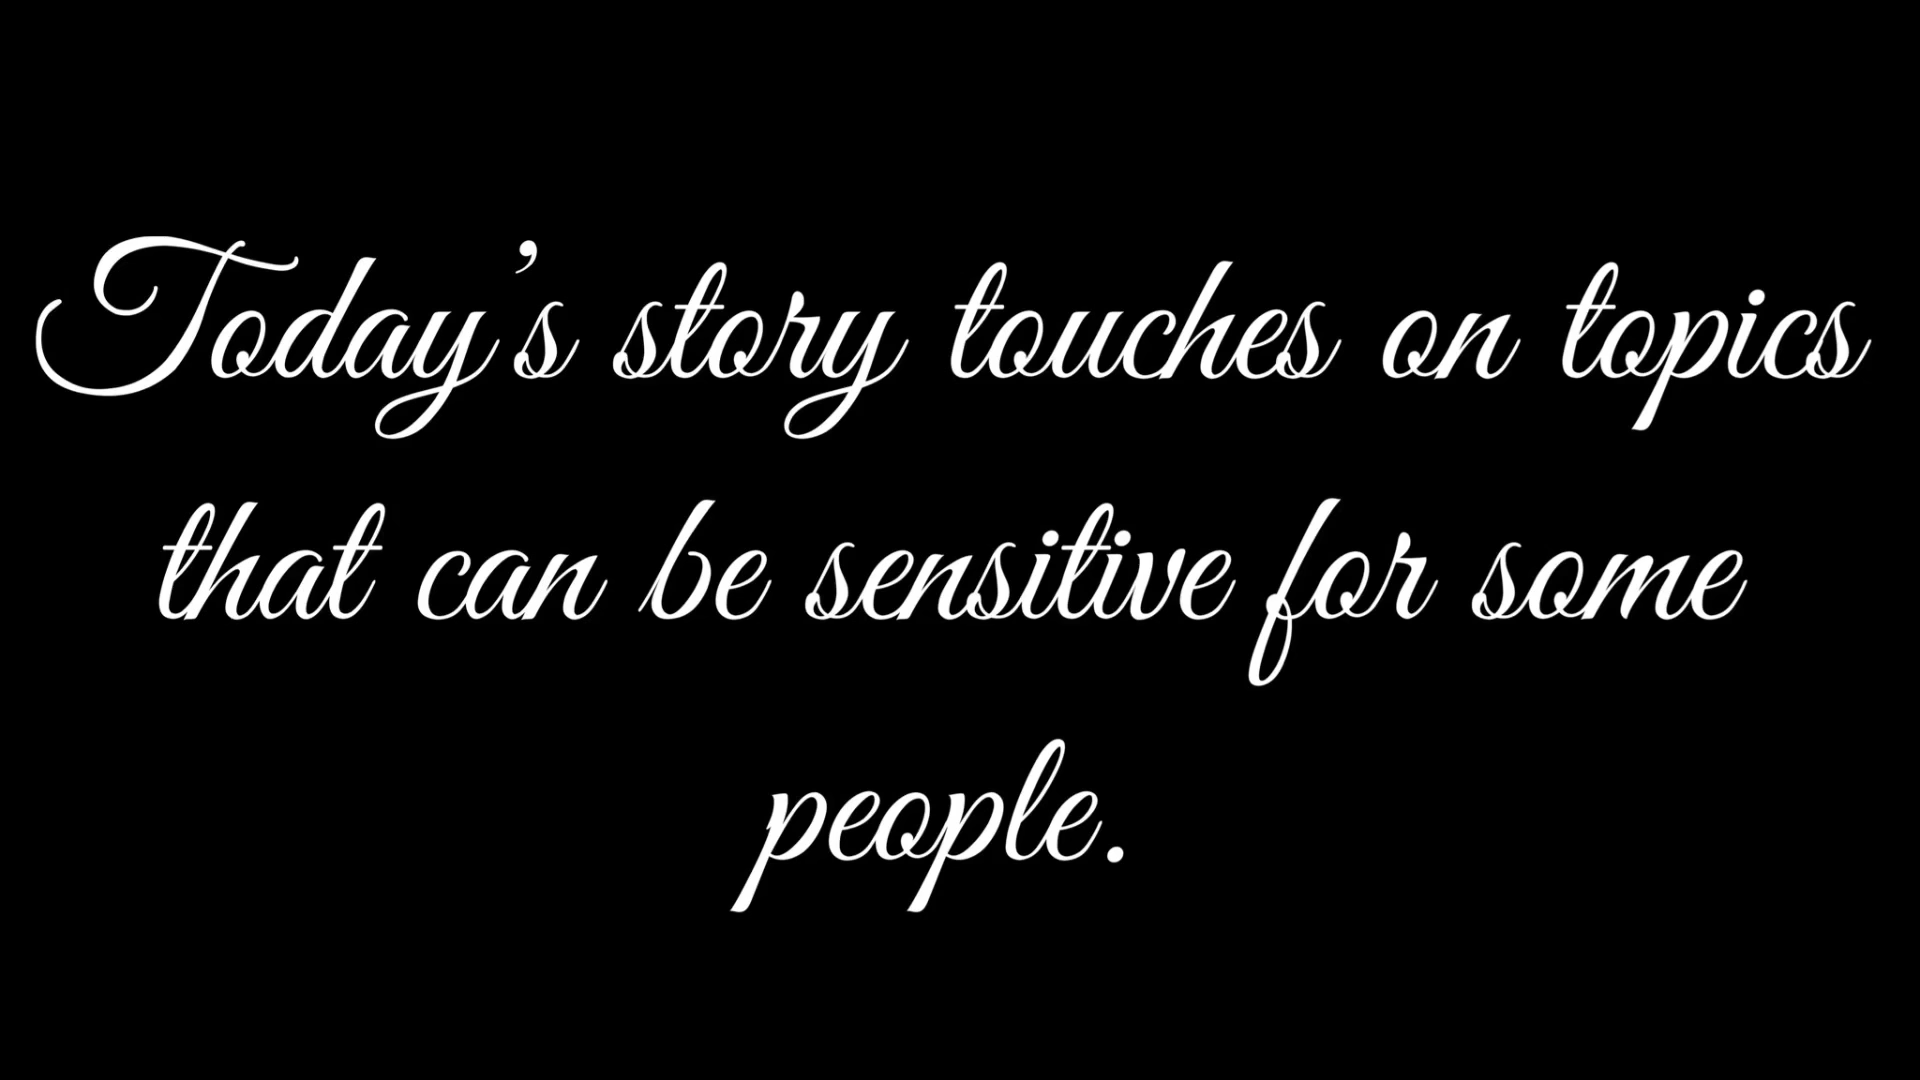 Today’s story touches on topics
that can be sensitive for some
people.